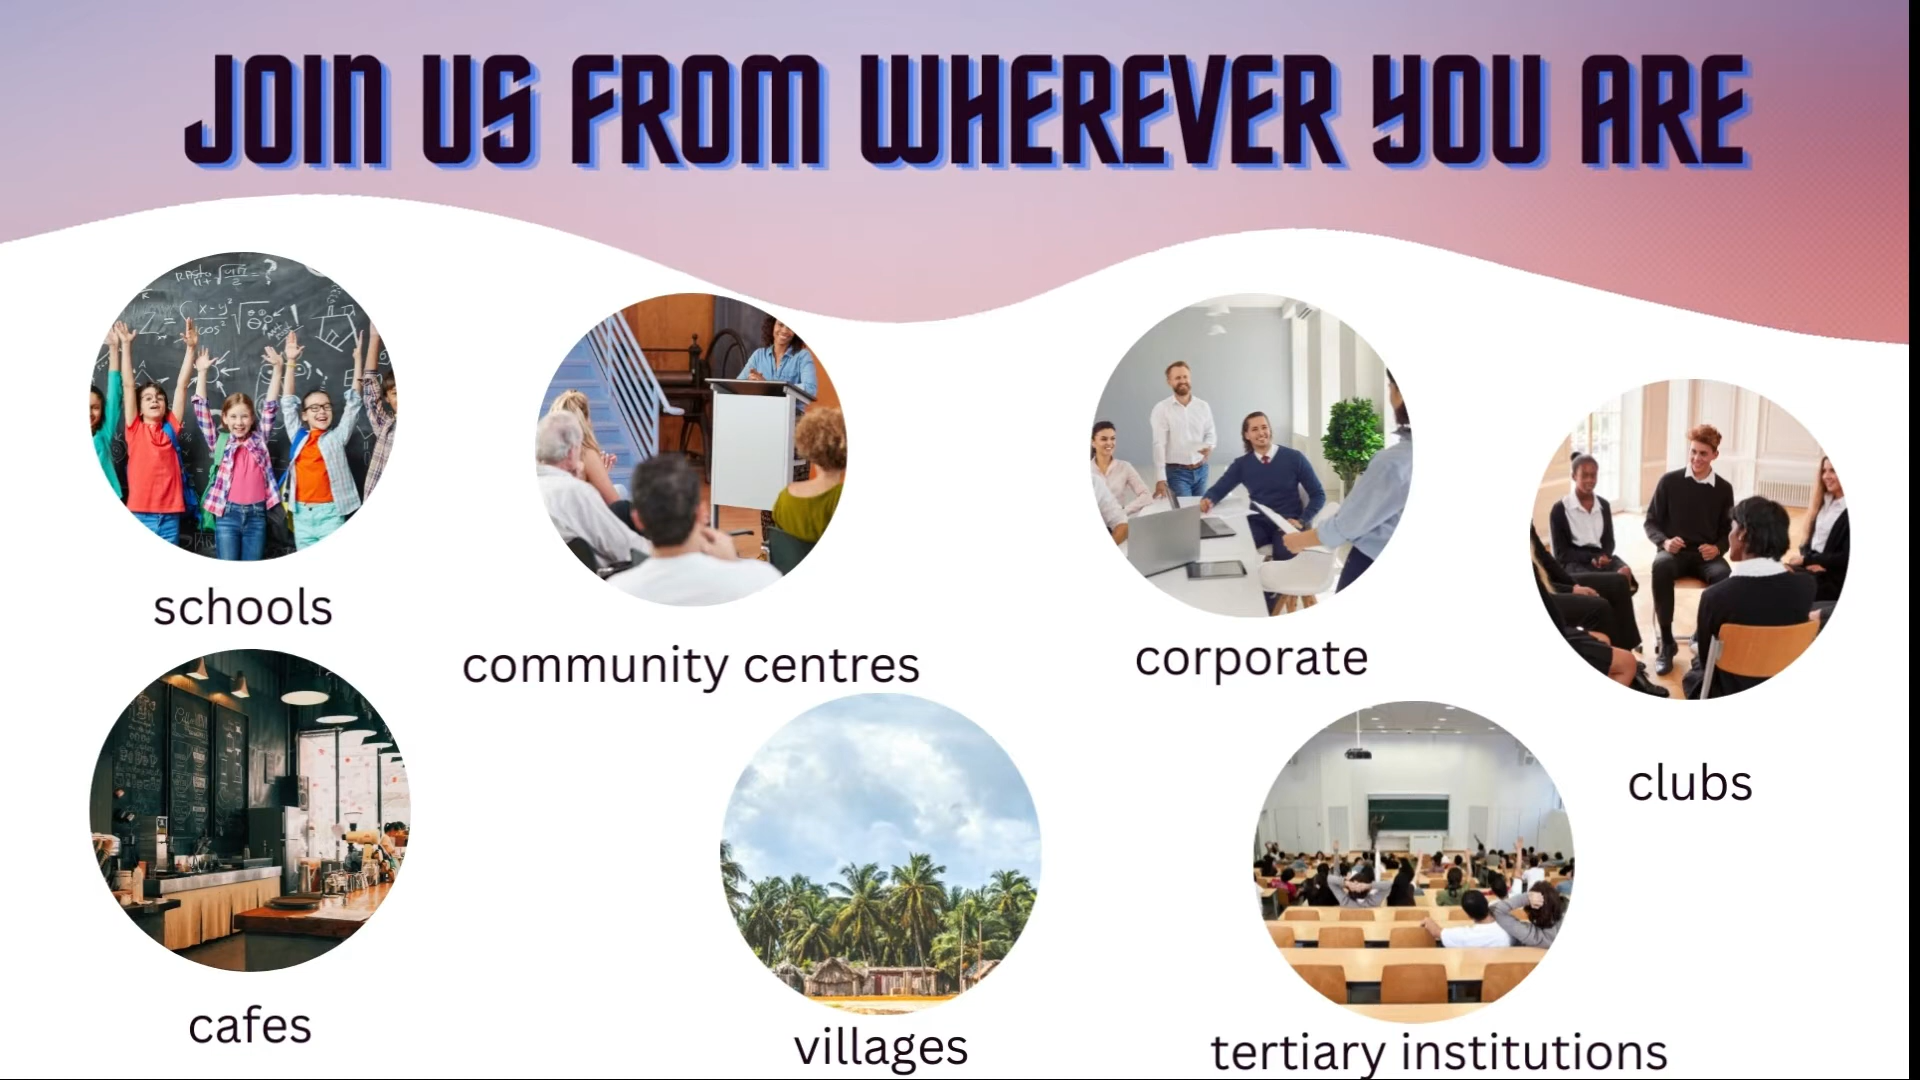 JOIN US FROM WHEREVER YOU ARE
schools
community centres
corporate
clubs
cafes
villages
tertiary institutions